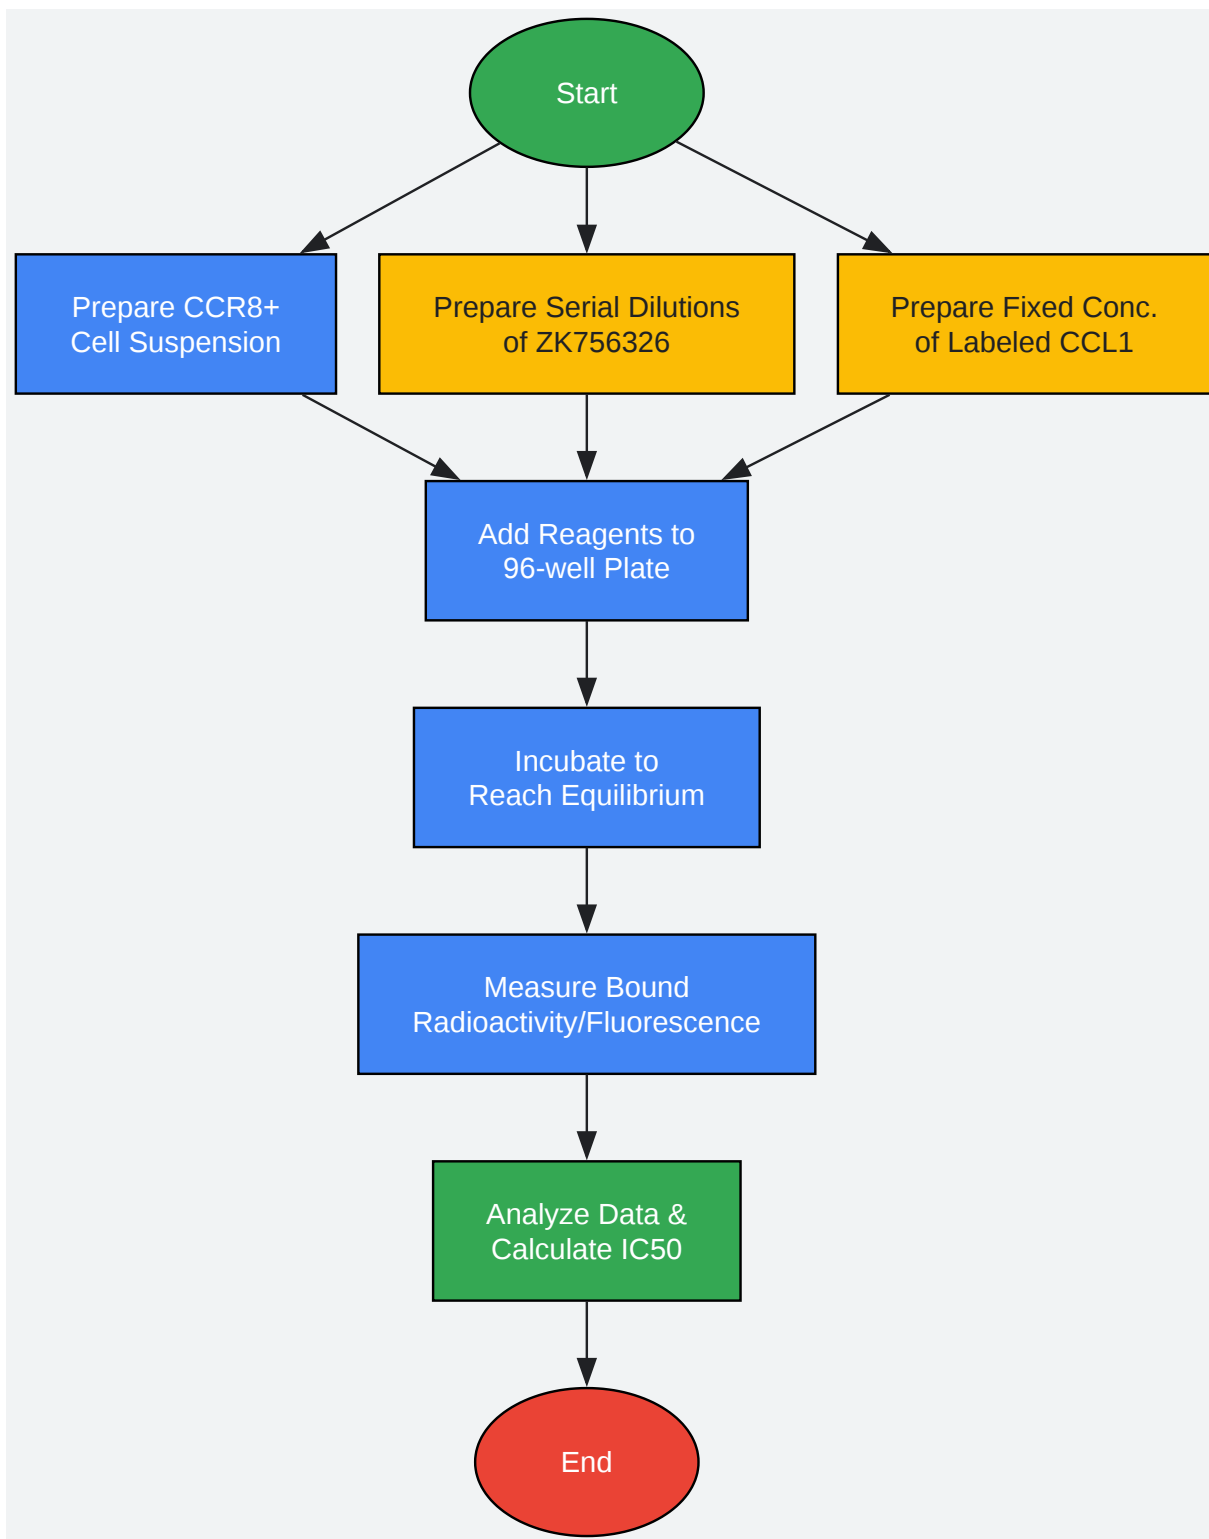 Start
Prepare CCR8+
Cell Suspension
Prepare Serial Dilutions
of ZK756326
Prepare Fixed Conc.
of Labeled CCL1
Add Reagents to
96-well Plate
Incubate to
Reach Equilibrium
Measure Bound
Radioactivity/Fluorescence
Analyze Data &
Calculate IC50
End